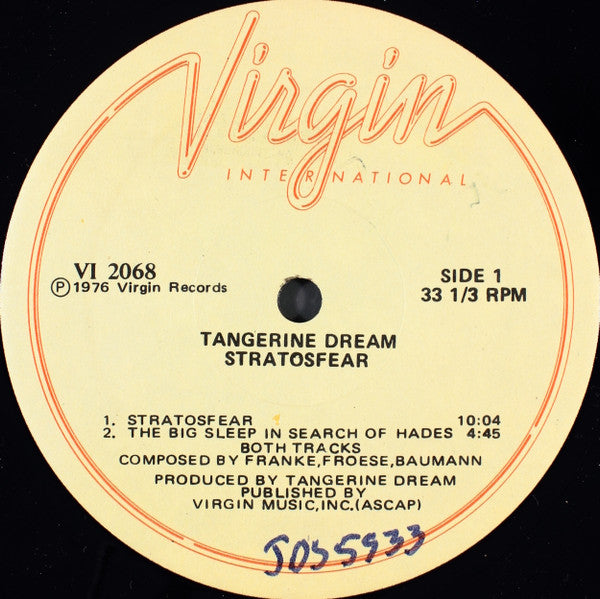 Virgin
INTERNATIONAL
VI 2068
Ⓟ1976 Virgin Records
SIDE 1
33 1/3 RPM
TANGERINE DREAM
STRATOSFEAR
1. STRATOSFEAR 10:04
2. THE BIG SLEEP IN SEARCH OF HADES 4:45
BOTH TRACKS
COMPOSED BY FRANKE,FROESE,BAUMANN
PRODUCED BY TANGERINE DREAM
PUBLISHED BY
VIRGIN MUSIC,INC.(ASCAP)
JOS5933